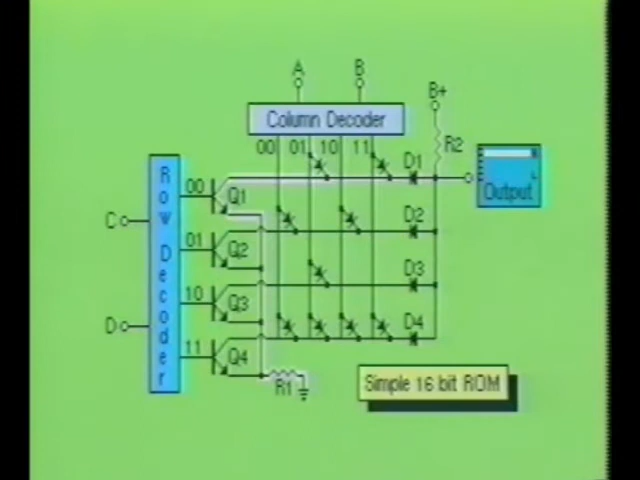 A B
B+
Column Decoder
R2
00 01 10 11
D1
Output
Row Decoder
00
Q1
C
D2
01
Q2
D3
10
Q3
D
D4
11
Q4
R1
Simple 16 bit ROM